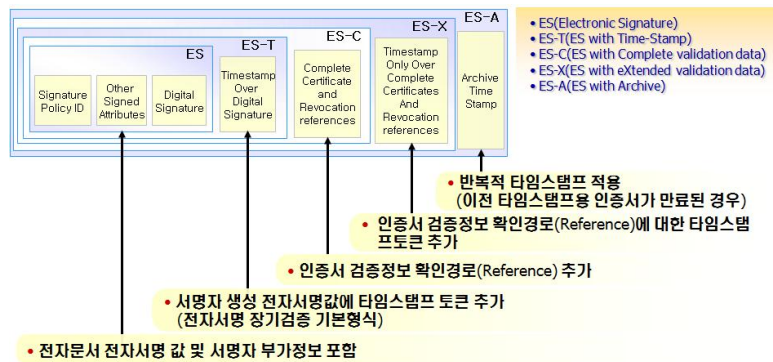 ES-A
ES-X
ES-C
ES-T
ES
Signature
Policy ID
Other
Signed
Attributes
Digital
Signature
Timestamp
Over
Digital
Signature
Complete
Certificate
and
Revocation
references
Timestamp
Only Over
Complete
Certificates
And
Revocation
references
Archive
Time
Stamp
• ES(Electronic Signature)
• ES-T(ES with Time-Stamp)
• ES-C(ES with Complete validation data)
• ES-X(ES with eXtended validation data)
• ES-A(ES with Archive)
• 반복적 타임스탬프 적용
(이전 타임스탬프용 인증서가 만료된 경우)
• 인증서 검증정보 확인경로(Reference)에 대한 타임스탬
프토큰 추가
• 인증서 검증정보 확인경로(Reference) 추가
• 서명자 생성 전자서명값에 타임스탬프 토큰 추가
(전자서명 장기검증 기본형식)
• 전자문서 전자서명 값 및 서명자 부가정보 포함